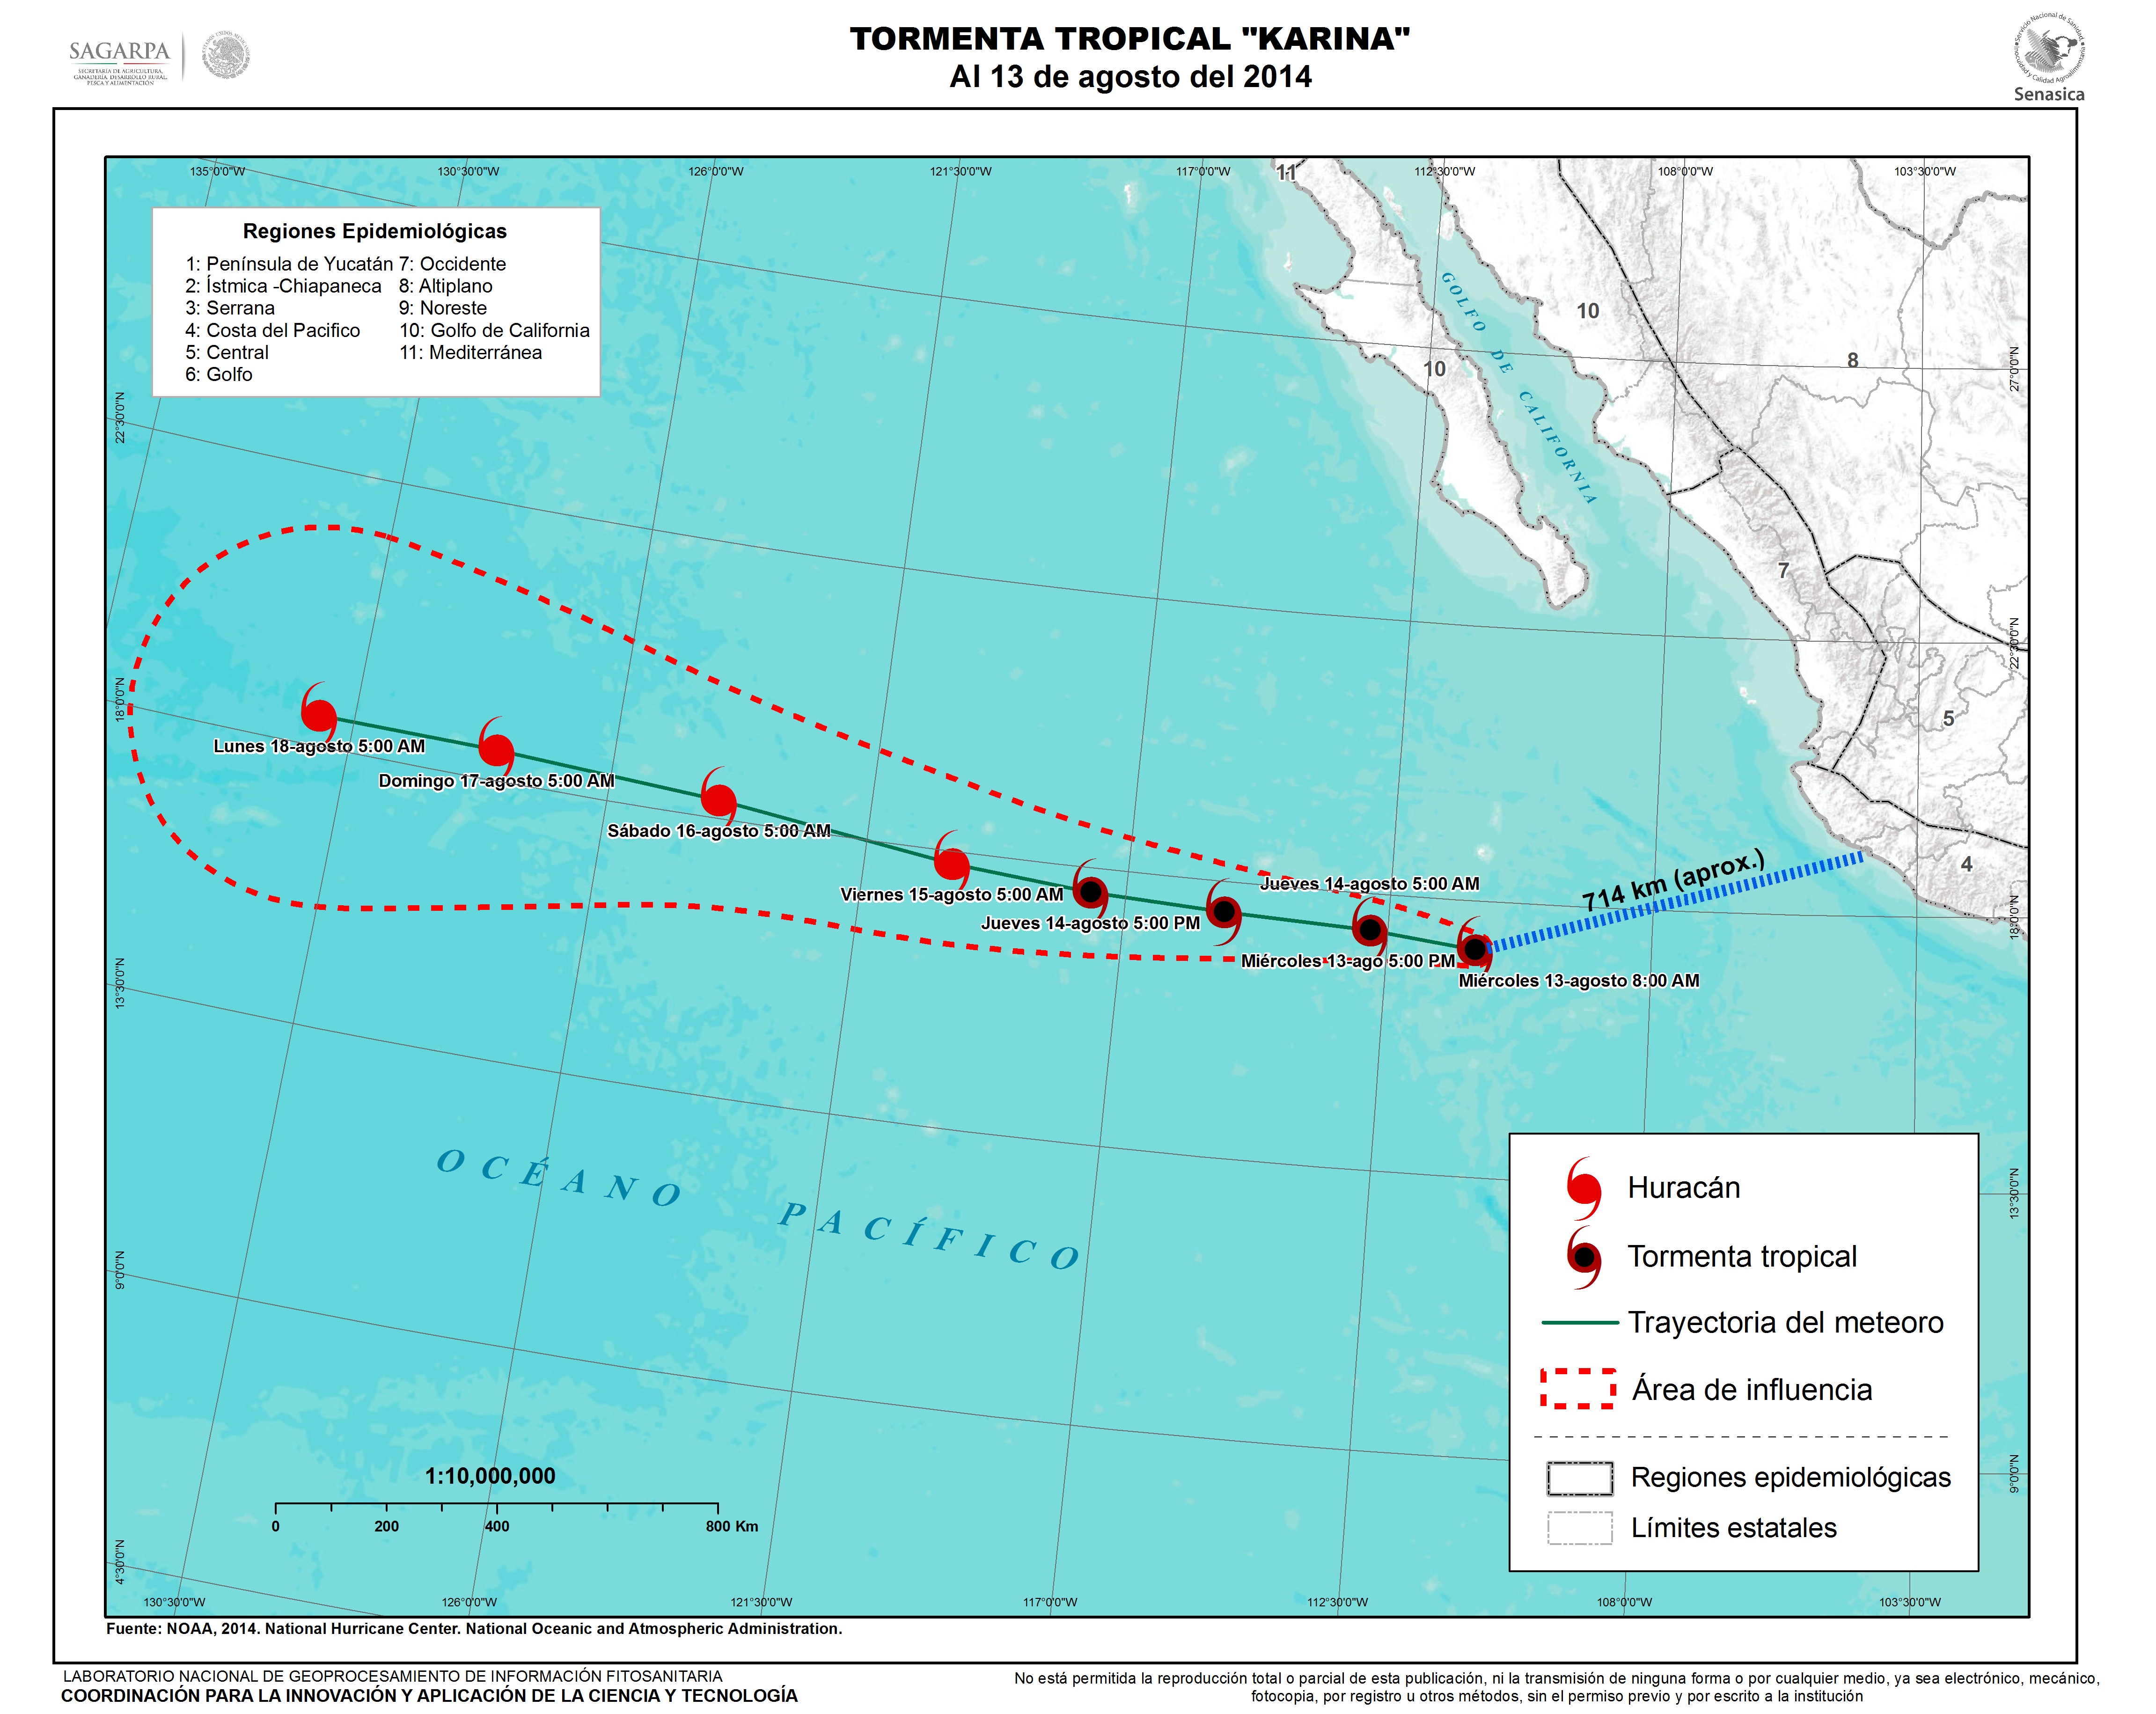 TORMENTA TROPICAL "KARINA"
Al 13 de agosto del 2014
SAGARPA
SECRETARÍA DE AGRICULTURA,
GANADERÍA, DESARROLLO RURAL,
PESCA Y ALIMENTACIÓN
ESTADOS UNIDOS MEXICANOS
Servicio Nacional de Sanidad,
Inocuidad y Calidad Agroalimentaria
Senasica
135°0'0"W
130°30'0"W
126°0'0"W
121°30'0"W
117°0'0"W
112°30'0"W
108°0'0"W
103°30'0"W
11
Regiones Epidemiológicas
1: Península de Yucatán 7: Occidente
2: Ístmica -Chiapaneca 8: Altiplano
3: Serrana 9: Noreste
4: Costa del Pacifico 10: Golfo de California
5: Central 11: Mediterránea
6: Golfo
GOLFO DE CALIFORNIA
10
10
8
7
5
4
27°0'0"N
22°30'0"N
22°30'0"N
18°0'0"N
18°0'0"N
13°30'0"N
13°30'0"N
9°0'0"N
9°0'0"N
4°30'0"N
Lunes 18-agosto 5:00 AM
Domingo 17-agosto 5:00 AM
Sábado 16-agosto 5:00 AM
Viernes 15-agosto 5:00 AM
Jueves 14-agosto 5:00 PM
Jueves 14-agosto 5:00 AM
Miércoles 13-ago 5:00 PM
Miércoles 13-agosto 8:00 AM
714 km (aprox.)
OCÉANO PACÍFICO
Huracán
Tormenta tropical
Trayectoria del meteoro
Área de influencia
Regiones epidemiológicas
Límites estatales
1:10,000,000
0 200 400 800 Km
130°30'0"W
126°0'0"W
121°30'0"W
117°0'0"W
112°30'0"W
108°0'0"W
103°30'0"W
Fuente: NOAA, 2014. National Hurricane Center. National Oceanic and Atmospheric Administration.
LABORATORIO NACIONAL DE GEOPROCESAMIENTO DE INFORMACIÓN FITOSANITARIA
COORDINACIÓN PARA LA INNOVACIÓN Y APLICACIÓN DE LA CIENCIA Y TECNOLOGÍA
No está permitida la reproducción total o parcial de esta publicación, ni la transmisión de ninguna forma o por cualquier medio, ya sea electrónico, mecánico,
fotocopia, por registro u otros métodos, sin el permiso previo y por escrito a la institución